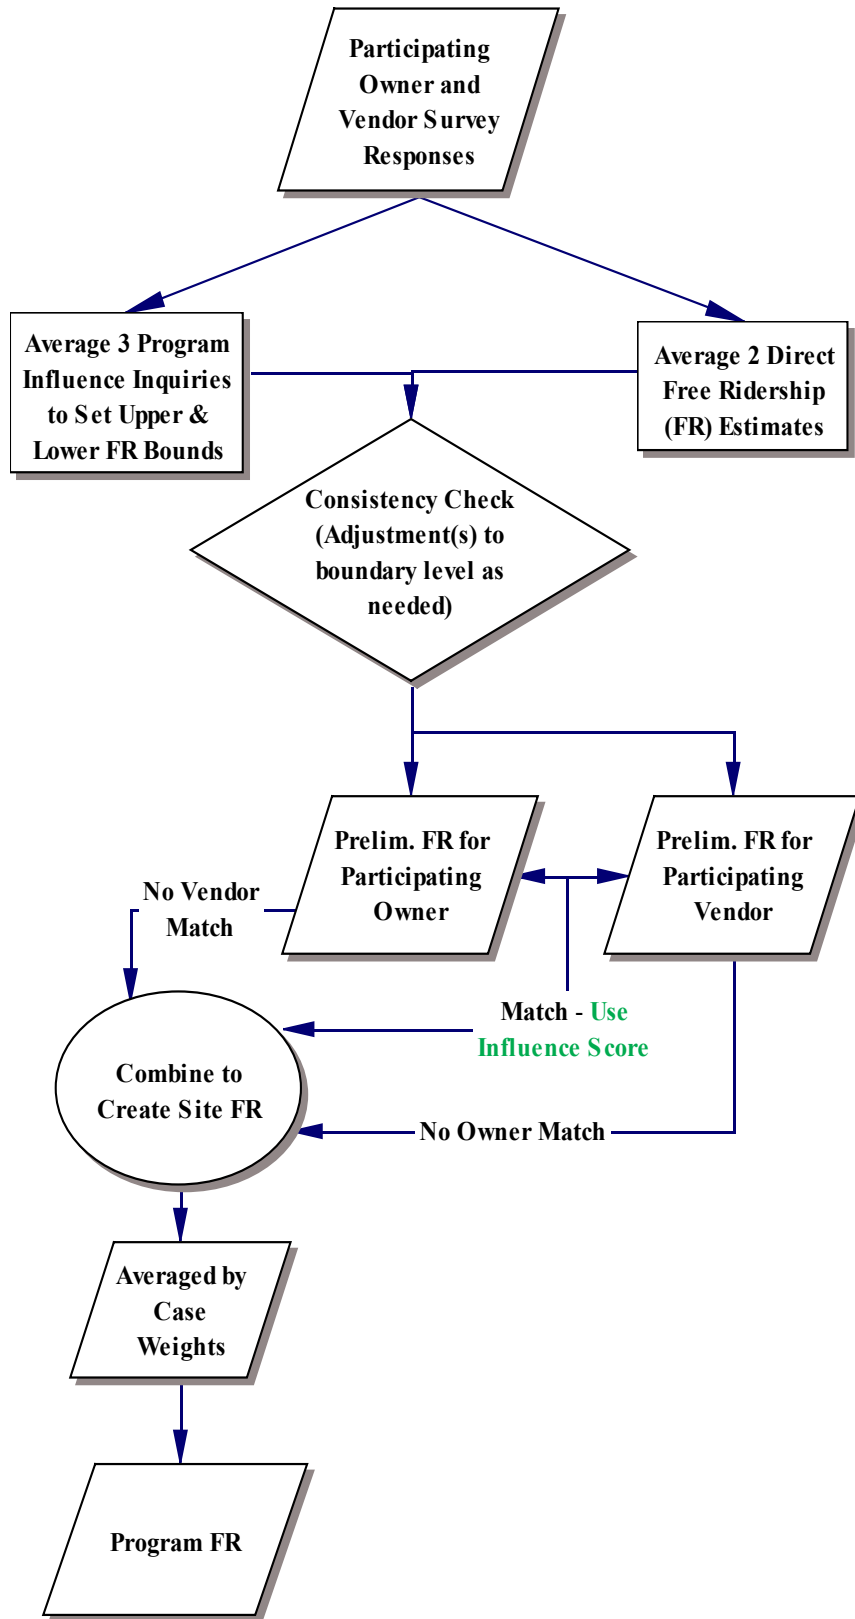 Participating
Owner and
Vendor Survey
Responses
Average 3 Program
Influence Inquiries
to Set Upper &
Lower FR Bounds
Average 2 Direct
Free Ridership
(FR) Estimates
Consistency Check
(Adjustment(s) to
boundary level as
needed)
Prelim. FR for
Participating
Owner
Prelim. FR for
Participating
Vendor
No Vendor
Match
Match - Use
Influence Score
Combine to
Create Site FR
No Owner Match
Averaged by
Case
Weights
Program FR